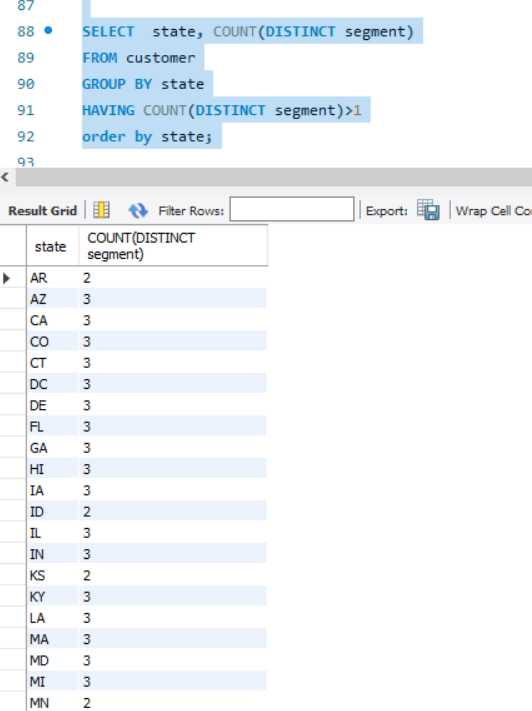 87
88 SELECT state, COUNT(DISTINCT segment)
89 FROM customer
90 GROUP BY state
91 HAVING COUNT(DISTINCT segment)>1
92 order by state;
93
Result Grid Filter Rows: Export: Wrap Cell Co
state COUNT(DISTINCT
segment)
AR 2
AZ 3
CA 3
CO 3
CT 3
DC 3
DE 3
FL 3
GA 3
HI 3
IA 3
ID 2
IL 3
IN 3
KS 2
KY 3
LA 3
MA 3
MD 3
MI 3
MN 2